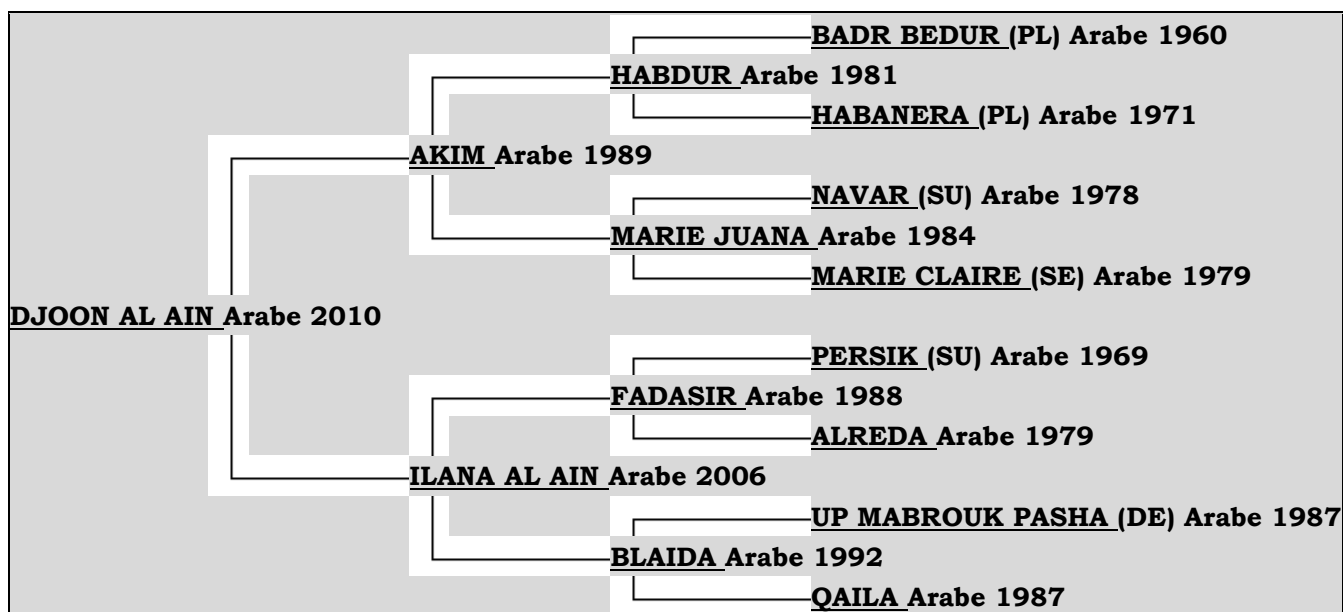 BADR BEDUR (PL) Arabe 1960
HABDUR Arabe 1981
HABANERA (PL) Arabe 1971
AKIM Arabe 1989
NAVAR (SU) Arabe 1978
MARIE JUANA Arabe 1984
MARIE CLAIRE (SE) Arabe 1979
DJOON AL AIN Arabe 2010
PERSIK (SU) Arabe 1969
FADASIR Arabe 1988
ALREDA Arabe 1979
ILANA AL AIN Arabe 2006
UP MABROUK PASHA (DE) Arabe 1987
BLAIDA Arabe 1992
QAILA Arabe 1987